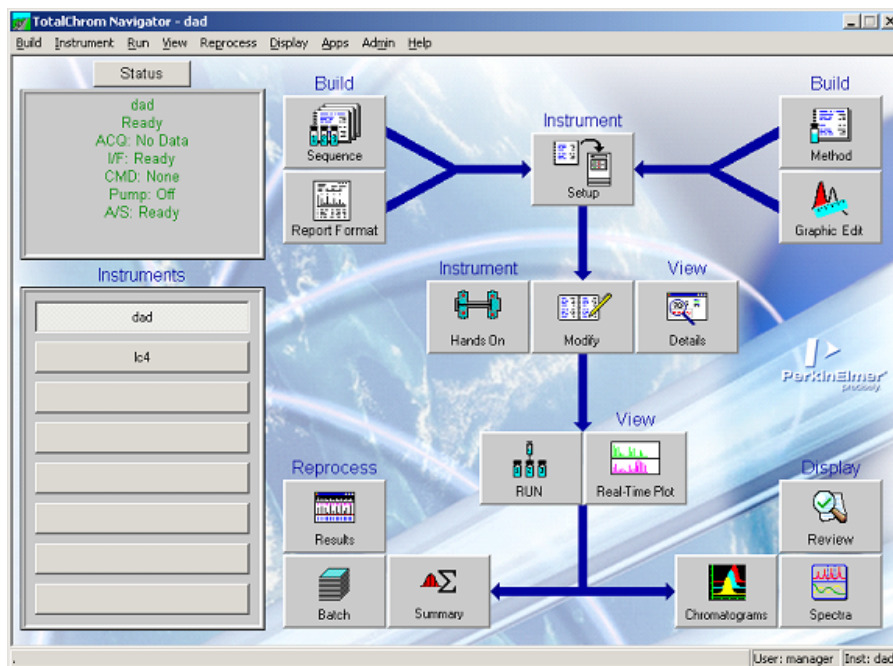 TotalChrom Navigator - dad
Build Instrument Run View Reprocess Display Apps Admin Help
Status
dad
Ready
ACQ: No Data
I/F: Ready
CMD: None
Pump: Off
A/S: Ready
Instruments
dad
lc4
Build
Sequence
Report Format
Instrument
Setup
Build
Method
Graphic Edit
Instrument
Hands On
Modify
View
Details
PerkinElmer
precisely
View
RUN
Real-Time Plot
Reprocess
Results
Batch
Summary
Display
Review
Chromatograms
Spectra
User: manager
Inst: dad